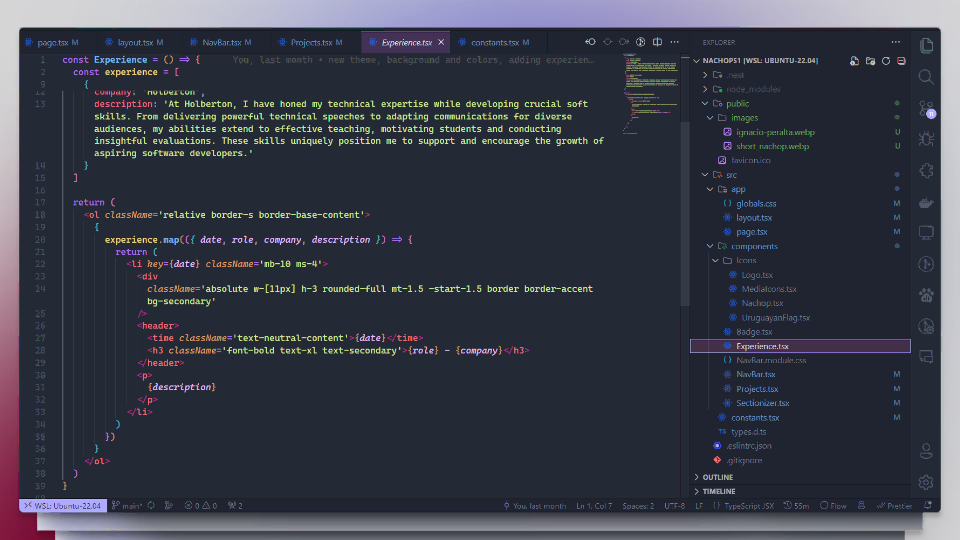 page.tsx M
layout.tsx M
NavBar.tsx M
Projects.tsx M
Experience.tsx
constants.tsx M
1 const Experience = () => { You, last month • new theme, background and colors, adding experien…
2 const experience = [
9 {
12 company: 'Holberton',
13 description: 'At Holberton, I have honed my technical expertise while developing crucial soft
skills. From delivering powerful technical speeches to adapting communications for diverse
audiences, my abilities extend to effective teaching, motivating students and conducting
insightful evaluations. These skills uniquely position me to support and encourage the growth of
aspiring software developers.'
14 }
15 ]
16
17 return (
18 <ol className='relative border-s border-base-content'>
19 {
20 experience.map(({ date, role, company, description }) => {
21 return (
22 <li key={date} className='mb-10 ms-4'>
23 <div
24 className='absolute w-[11px] h-3 rounded-full mt-1.5 -start-1.5 border border-accent
bg-secondary'
25 />
26 <header>
27 <time className='text-neutral-content'>{date}</time>
28 <h3 className='font-bold text-xl text-secondary'>{role} - {company}</h3>
29 </header>
30 <p>
31 {description}
32 </p>
33 </li>
34 )
35 })
36 }
37 </ol>
38 )
39 }
EXPLORER
NACHOPS1 [WSL: UBUNTU-22.04]
.next
node_modules
public
images
ignacio-peralta.webp U
short_nachop.webp U
favicon.ico
src
app
globals.css M
layout.tsx M
page.tsx M
components
Icons
Logo.tsx
MediaIcons.tsx
Nachop.tsx
UruguayanFlag.tsx
Badge.tsx
Experience.tsx
NavBar.module.css
NavBar.tsx M
Projects.tsx M
Sectionizer.tsx M
constants.tsx M
types.d.ts
.eslintrc.json
.gitignore
OUTLINE
TIMELINE
11
WSL: Ubuntu-22.04
main*
0 0
2
You, last month
Ln 1, Col 7
Spaces: 2
UTF-8
LF
{} TypeScript JSX
55m
Flow
Prettier